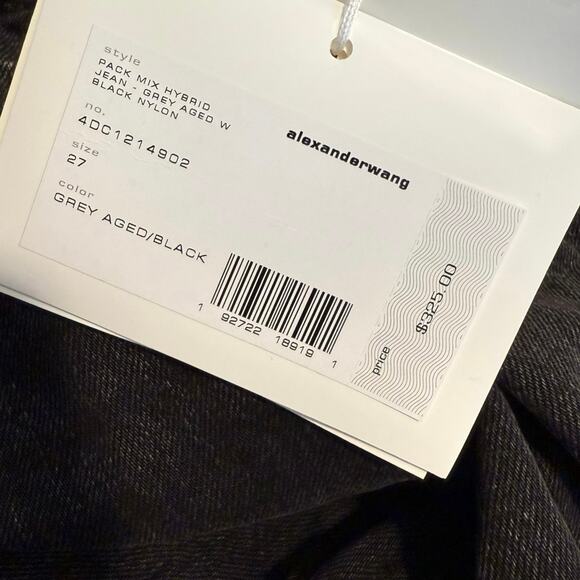 style
PACK MIX HYBRID
JEAN - GREY AGED W
BLACK NYLON
no.
4DC1214902
size
27
color
GREY AGED/BLACK
alexanderwang
1 92722 18919 1
price $325.00